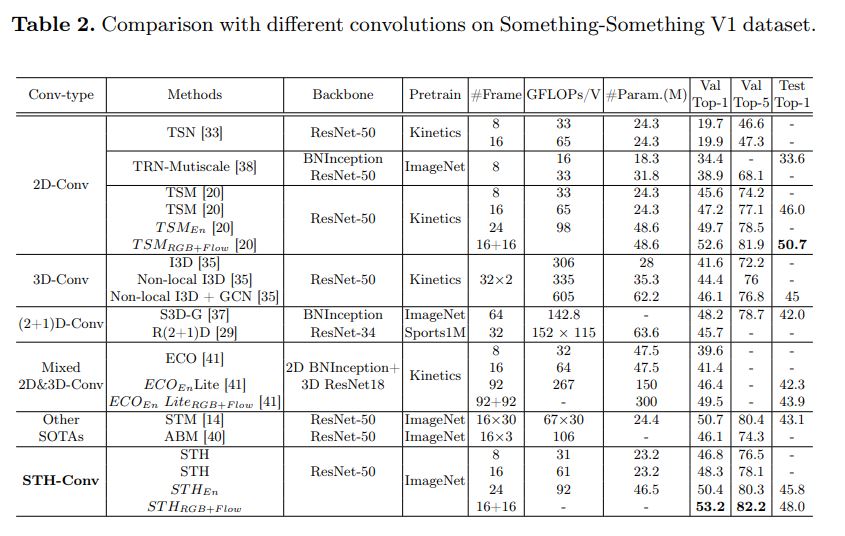 Table 2. Comparison with different convolutions on Something-Something V1 dataset.
Conv-type Methods Backbone Pretrain #Frame GFLOPs/V #Param.(M) Val Top-1 Val Top-5 Test Top-1
2D-Conv TSN [33] ResNet-50 Kinetics 8 33 24.3 19.7 46.6 -
16 65 24.3 19.9 47.3 -
TRN-Mutiscale [38] BNInception ImageNet 8 16 18.3 34.4 - 33.6
ResNet-50 33 31.8 38.9 68.1 -
TSM [20] ResNet-50 Kinetics 8 33 24.3 45.6 74.2 -
TSM [20] 16 65 24.3 47.2 77.1 46.0
TSM_En [20] 24 98 48.6 49.7 78.5 -
TSM_RGB+Flow [20] 16+16 48.6 52.6 81.9 50.7
3D-Conv I3D [35] ResNet-50 Kinetics 32×2 306 28 41.6 72.2 -
Non-local I3D [35] 335 35.3 44.4 76 -
Non-local I3D + GCN [35] 605 62.2 46.1 76.8 45
(2+1)D-Conv S3D-G [37] BNInception ImageNet 64 142.8 - 48.2 78.7 42.0
R(2+1)D [29] ResNet-34 Sports1M 32 152 × 115 63.6 45.7 - -
Mixed 2D&3D-Conv ECO [41] 2D BNInception+ 3D ResNet18 Kinetics 8 32 47.5 39.6 - -
16 64 47.5 41.4 - -
ECO_EnLite [41] 92 267 150 46.4 - 42.3
ECO_En Lite_RGB+Flow [41] 92+92 - 300 49.5 - 43.9
Other SOTAs STM [14] ResNet-50 ImageNet 16×30 67×30 24.4 50.7 80.4 43.1
ABM [40] ResNet-50 ImageNet 16×3 106 - 46.1 74.3 -
STH-Conv STH ResNet-50 ImageNet 8 31 23.2 46.8 76.5 -
STH 16 61 23.2 48.3 78.1 -
STH_En 24 92 46.5 50.4 80.3 45.8
STH_RGB+Flow 16+16 - - 53.2 82.2 48.0